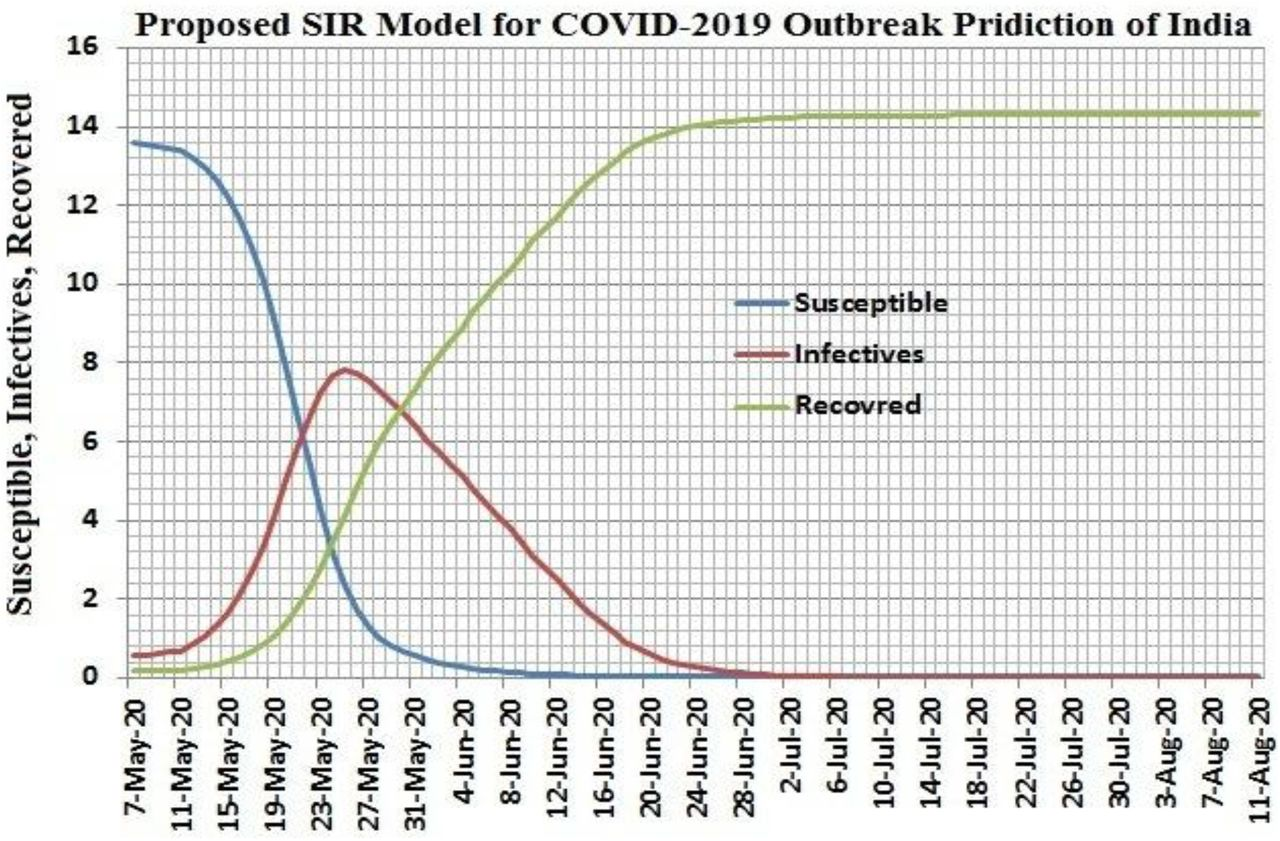 Proposed SIR Model for COVID-2019 Outbreak Pridiction of India
Susceptible, Infectives, Recovered
16
14
12
10
8
6
4
2
0
Susceptible
Infectives
Recovred
7-May-20
11-May-20
15-May-20
19-May-20
23-May-20
27-May-20
31-May-20
4-Jun-20
8-Jun-20
12-Jun-20
16-Jun-20
20-Jun-20
24-Jun-20
28-Jun-20
2-Jul-20
6-Jul-20
10-Jul-20
14-Jul-20
18-Jul-20
22-Jul-20
26-Jul-20
30-Jul-20
3-Aug-20
7-Aug-20
11-Aug-20